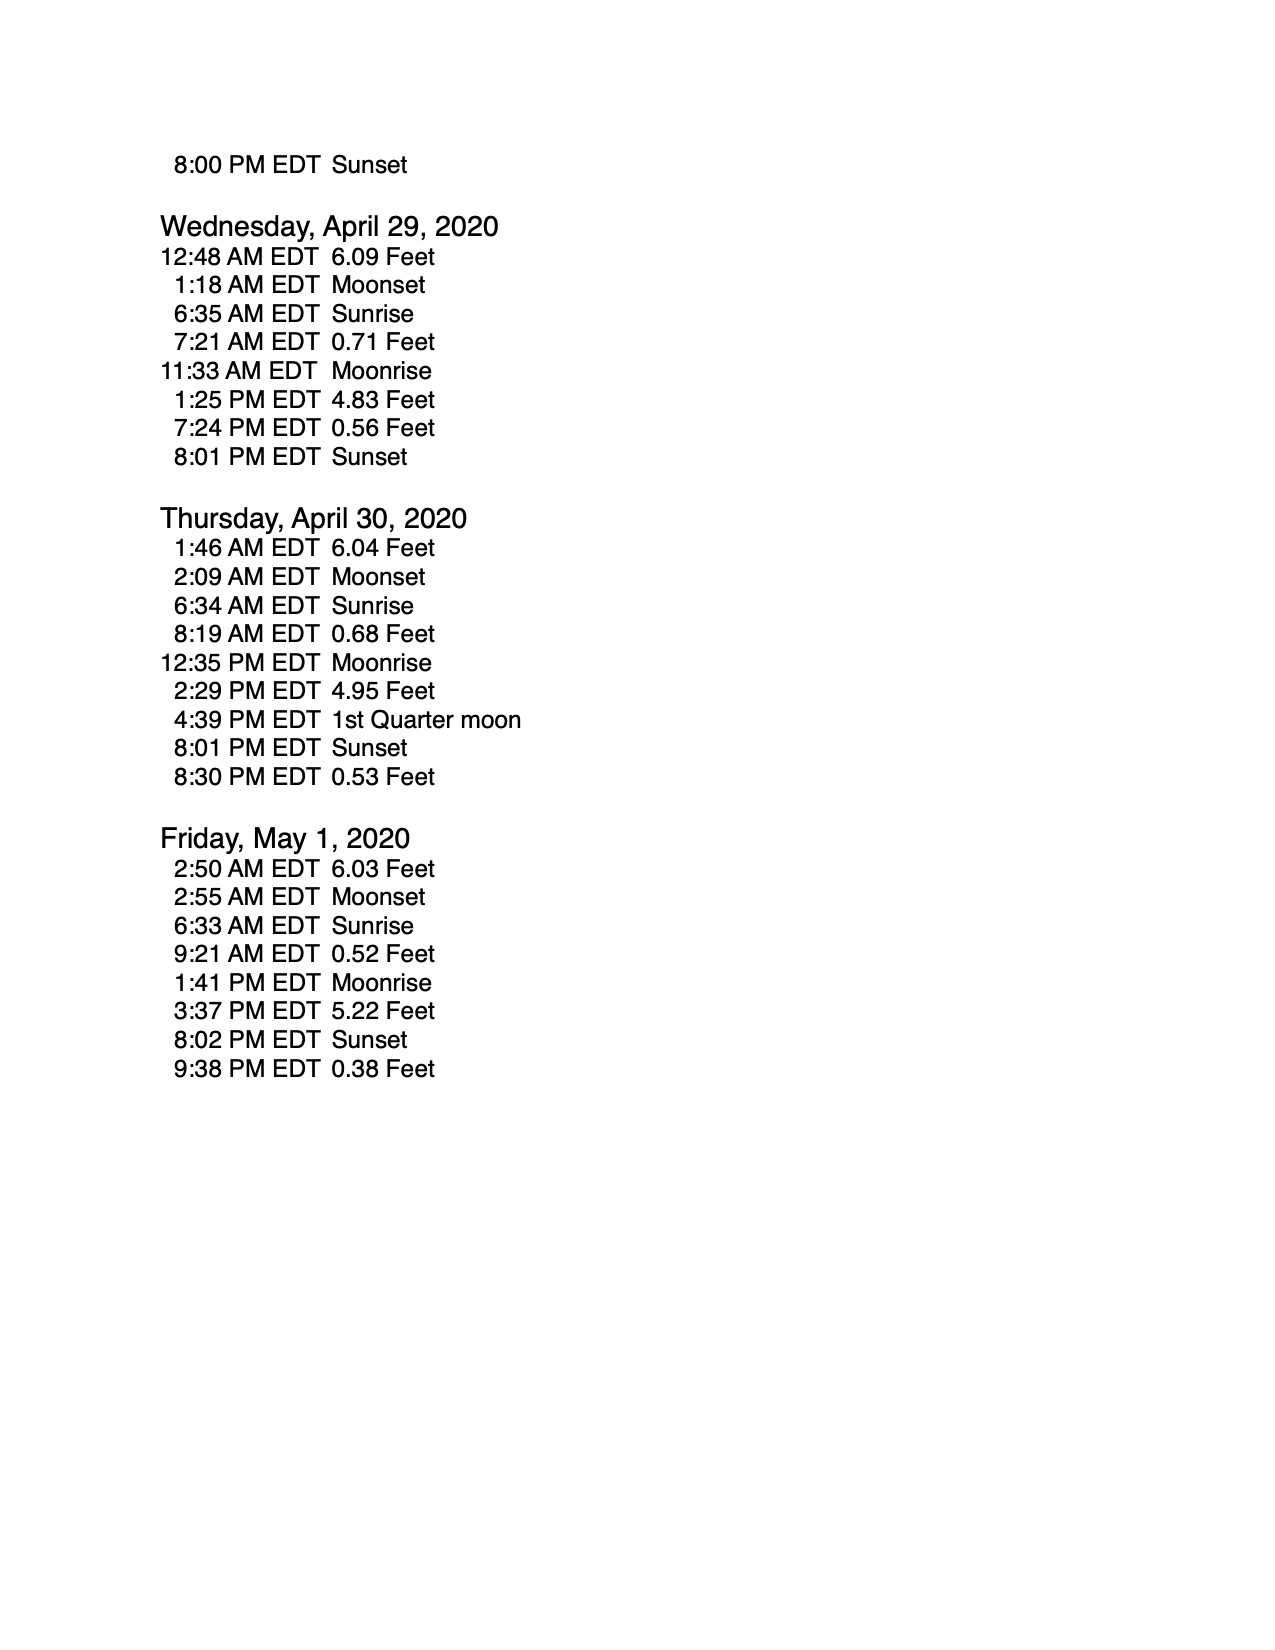 8:00 PM EDT Sunset
Wednesday, April 29, 2020
12:48 AM EDT 6.09 Feet
1:18 AM EDT Moonset
6:35 AM EDT Sunrise
7:21 AM EDT 0.71 Feet
11:33 AM EDT Moonrise
1:25 PM EDT 4.83 Feet
7:24 PM EDT 0.56 Feet
8:01 PM EDT Sunset
Thursday, April 30, 2020
1:46 AM EDT 6.04 Feet
2:09 AM EDT Moonset
6:34 AM EDT Sunrise
8:19 AM EDT 0.68 Feet
12:35 PM EDT Moonrise
2:29 PM EDT 4.95 Feet
4:39 PM EDT 1st Quarter moon
8:01 PM EDT Sunset
8:30 PM EDT 0.53 Feet
Friday, May 1, 2020
2:50 AM EDT 6.03 Feet
2:55 AM EDT Moonset
6:33 AM EDT Sunrise
9:21 AM EDT 0.52 Feet
1:41 PM EDT Moonrise
3:37 PM EDT 5.22 Feet
8:02 PM EDT Sunset
9:38 PM EDT 0.38 Feet